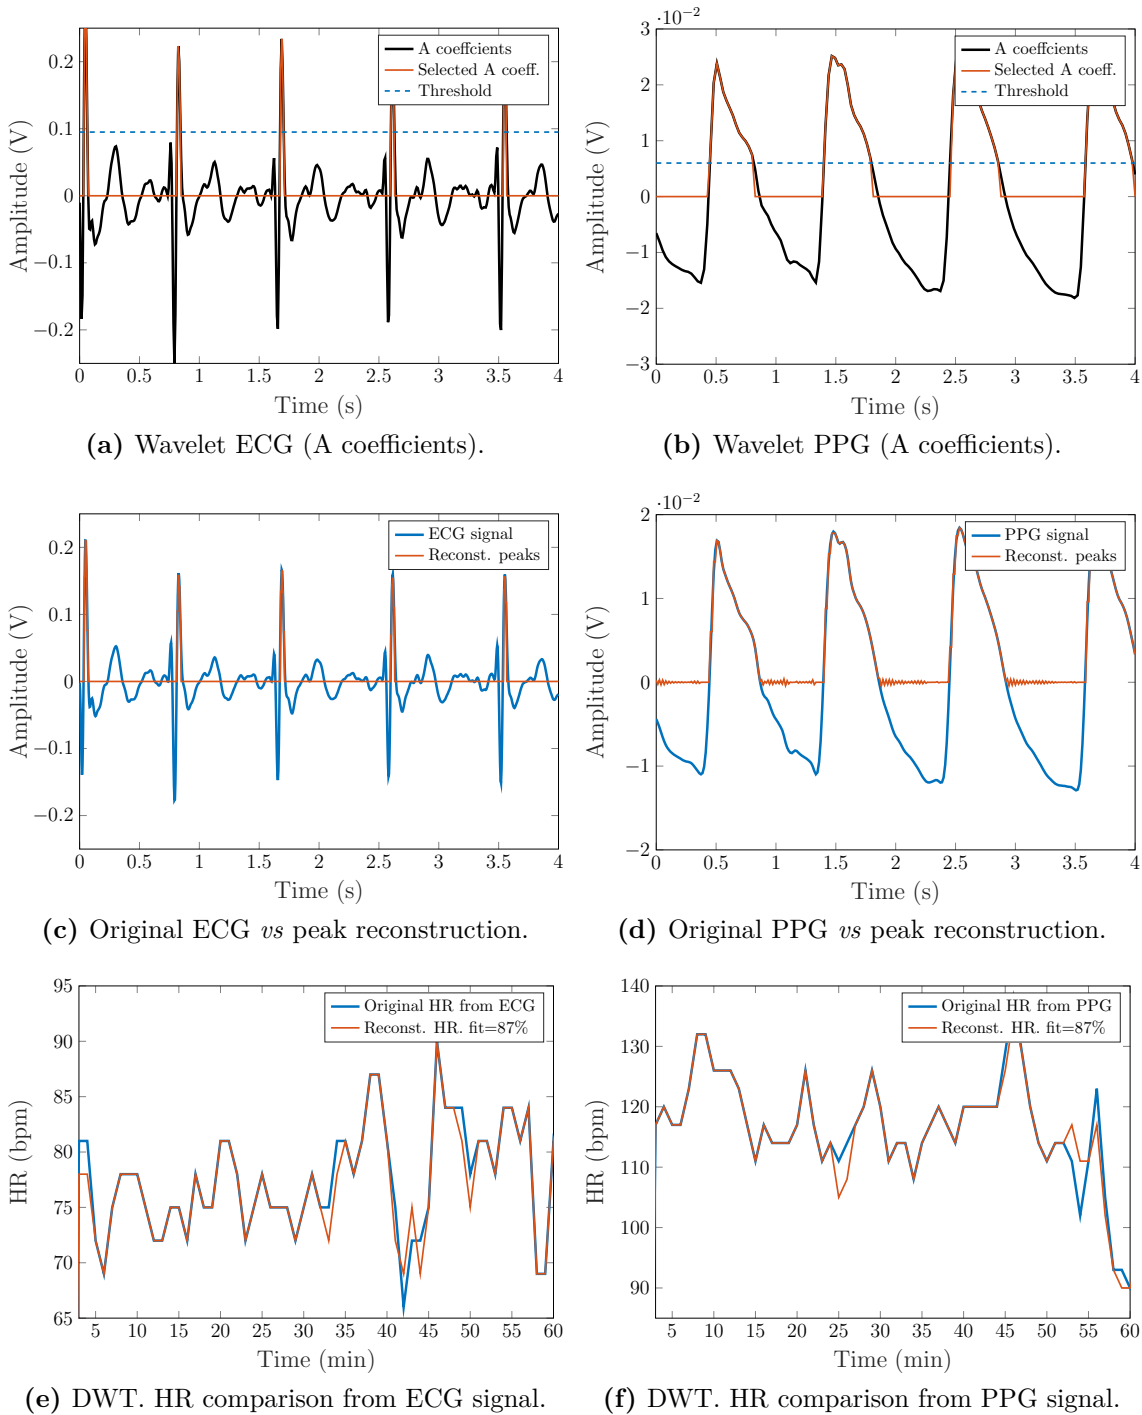 0.2
0.1
0
−0.1
−0.2
Amplitude (V)
A coeffcients
Selected A coeff.
Threshold
0 0.5 1 1.5 2 2.5 3 3.5 4
Time (s)
(a) Wavelet ECG (A coefficients).
·10−2
3
2
1
0
−1
−2
−3
Amplitude (V)
A coeffcients
Selected A coeff.
Threshold
0 0.5 1 1.5 2 2.5 3 3.5 4
Time (s)
(b) Wavelet PPG (A coefficients).
0.2
0.1
0
−0.1
−0.2
Amplitude (V)
ECG signal
Reconst. peaks
0 0.5 1 1.5 2 2.5 3 3.5 4
Time (s)
(c) Original ECG vs peak reconstruction.
·10−2
2
1
0
−1
−2
Amplitude (V)
PPG signal
Reconst. peaks
0 0.5 1 1.5 2 2.5 3 3.5 4
Time (s)
(d) Original PPG vs peak reconstruction.
95
90
85
80
75
70
65
HR (bpm)
Original HR from ECG
Reconst. HR. fit=87%
5 10 15 20 25 30 35 40 45 50 55 60
Time (min)
(e) DWT. HR comparison from ECG signal.
140
130
120
110
100
90
HR (bpm)
Original HR from PPG
Reconst. HR. fit=87%
5 10 15 20 25 30 35 40 45 50 55 60
Time (min)
(f) DWT. HR comparison from PPG signal.